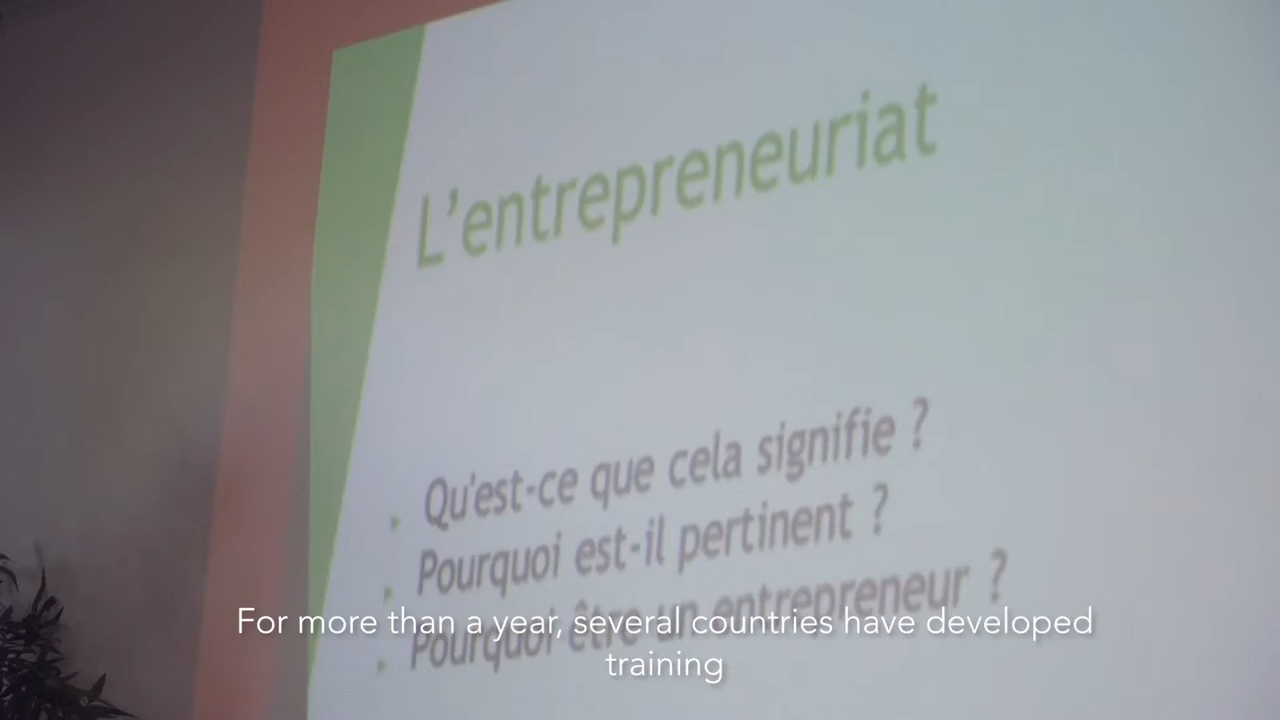 L'entrepreneuriat
Qu'est-ce que cela signifie ?
Pourquoi est-il pertinent ?
Pourquoi être un entrepreneur ?
For more than a year, several countries have developed
training